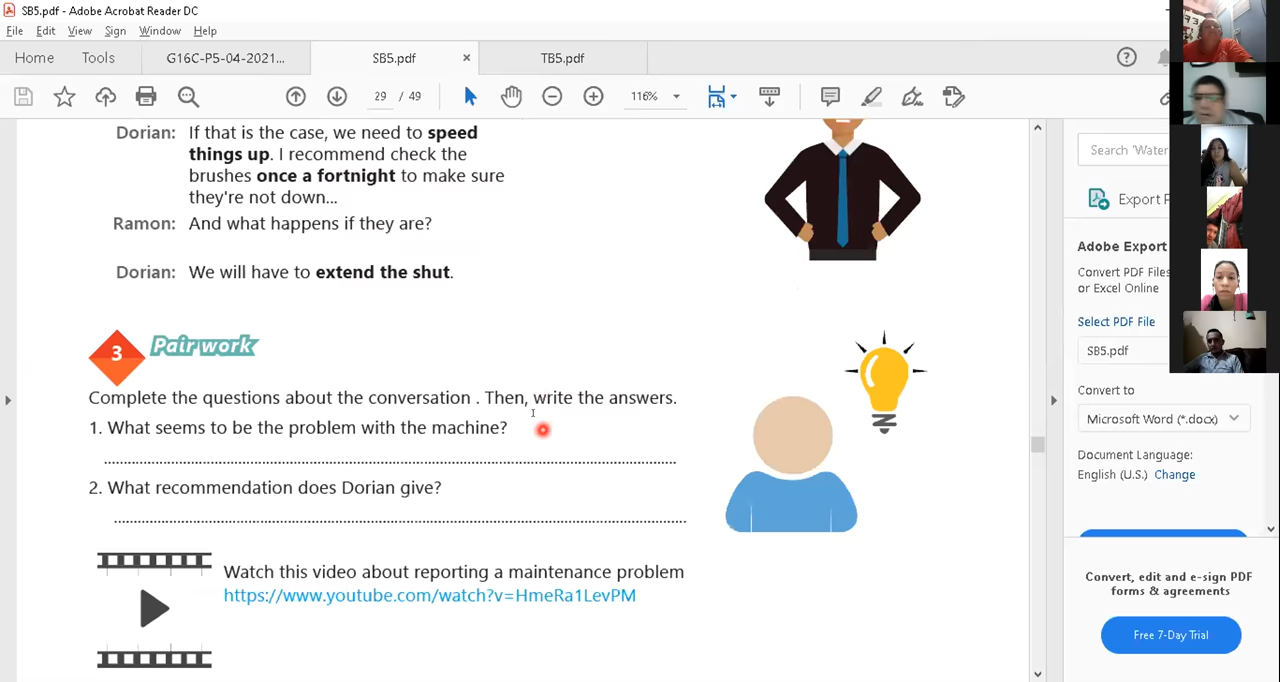 SB5.pdf - Adobe Acrobat Reader DC
File Edit View Sign Window Help
Home Tools G16C-P5-04-2021... SB5.pdf × TB5.pdf
29 / 49 116%
Dorian: If that is the case, we need to speed
things up. I recommend check the
brushes once a fortnight to make sure
they're not down...
Ramon: And what happens if they are?
Dorian: We will have to extend the shut.
3 Pair work
Complete the questions about the conversation . Then, write the answers.
1. What seems to be the problem with the machine?
2. What recommendation does Dorian give?
Watch this video about reporting a maintenance problem
https://www.youtube.com/watch?v=HmeRa1LevPM
Search 'Water
Export P
Adobe Export
Convert PDF Files
or Excel Online
Select PDF File
SB5.pdf
Convert to
Microsoft Word (*.docx)
Document Language:
English (U.S.) Change
Convert, edit and e-sign PDF
forms & agreements
Free 7-Day Trial